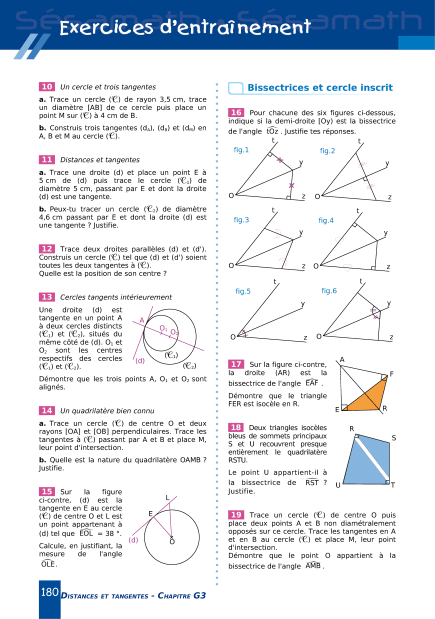 Sésamath Sésamath
Exercices d'entraînement
10 Un cercle et trois tangentes
a. Trace un cercle (C) de rayon 3,5 cm, trace
un diamètre [AB] de ce cercle puis place un
point M sur (C) à 4 cm de B.
b. Construis trois tangentes (dA), (dB) et (dM) en
A, B et M au cercle (C).
11 Distances et tangentes
a. Trace une droite (d) et place un point E à
5 cm de (d) puis trace le cercle (C1) de
diamètre 5 cm, passant par E et dont la droite
(d) est une tangente.
b. Peux-tu tracer un cercle (C2) de diamètre
4,6 cm passant par E et dont la droite (d) est
une tangente ? Justifie.
12 Trace deux droites parallèles (d) et (d').
Construis un cercle (C) tel que (d) et (d') soient
toutes les deux tangentes à (C).
Quelle est la position de son centre ?
13 Cercles tangents intérieurement
Une droite (d) est
tangente en un point A
à deux cercles distincts
(C1) et (C2), situés du
même côté de (d). O1 et
O2 sont les centres
respectifs des cercles
(C1) et (C2).
A
O1
O2
(d)
(C1)
(C2)
Démontre que les trois points A, O1 et O2 sont
alignés.
14 Un quadrilatère bien connu
a. Trace un cercle (C) de centre O et deux
rayons [OA] et [OB] perpendiculaires. Trace les
tangentes à (C) passant par A et B et place M,
leur point d'intersection.
b. Quelle est la nature du quadrilatère OAMB ?
Justifie.
15 Sur la figure
ci-contre, (d) est la
tangente en E au cercle
(C) de centre O et L est
un point appartenant à
(d) tel que EOL = 38 °.
Calcule, en justifiant, la
mesure de l'angle
OLE.
L
E
O
(d)
Bissectrices et cercle inscrit
16 Pour chacune des six figures ci-dessous,
indique si la demi-droite [Oy) est la bissectrice
de l'angle tOz. Justifie tes réponses.
fig.1
t
y
O
z
fig.2
t
y
O
z
fig.3
t
y
O
z
fig.4
t
y
O
z
fig.5
t
y
O
z
fig.6
t
y
O
z
17 Sur la figure ci-contre,
la droite (AR) est la
bissectrice de l'angle EAF.
Démontre que le triangle
FER est isocèle en R.
A
F
E
R
18 Deux triangles isocèles
bleus de sommets principaux
S et U recouvrent presque
entièrement le quadrilatère
RSTU.
Le point U appartient-il à
la bissectrice de RST ?
Justifie.
R
S
U
T
19 Trace un cercle (C) de centre O puis
place deux points A et B non diamétralement
opposés sur ce cercle. Trace les tangentes en A
et en B au cercle (C) et place M, leur point
d'intersection.
Démontre que le point O appartient à la
bissectrice de l'angle AMB.
180 DISTANCES ET TANGENTES - CHAPITRE G3